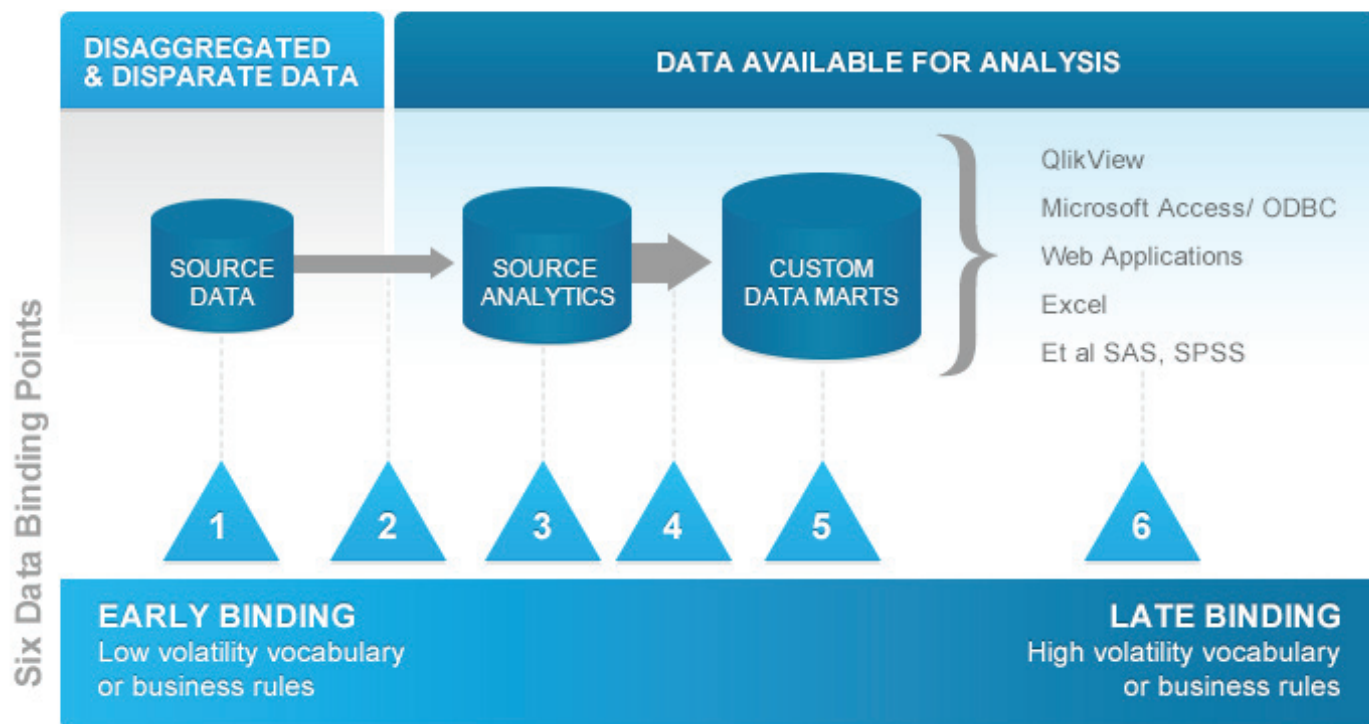 DISAGGREGATED
& DISPARATE DATA
DATA AVAILABLE FOR ANALYSIS
SOURCE
DATA
SOURCE
ANALYTICS
CUSTOM
DATA MARTS
QlikView
Microsoft Access/ ODBC
Web Applications
Excel
Et al SAS, SPSS
Six Data Binding Points
1
2
3
4
5
6
EARLY BINDING
Low volatility vocabulary
or business rules
LATE BINDING
High volatility vocabulary
or business rules